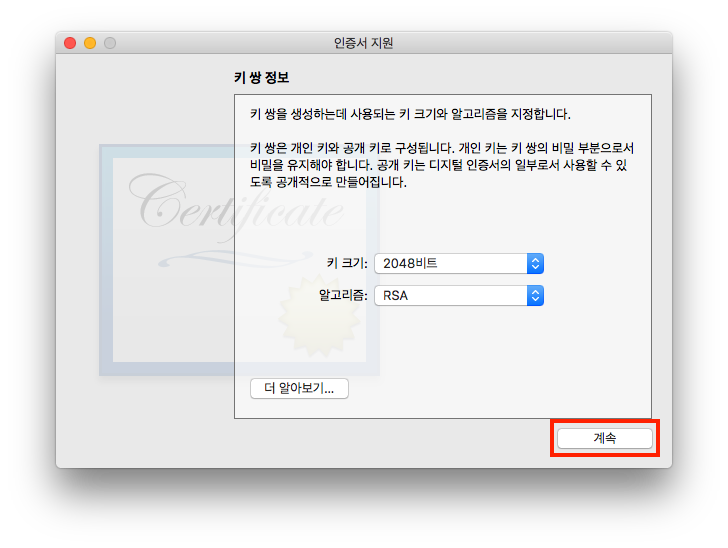 인증서 지원
키 쌍 정보
키 쌍을 생성하는데 사용되는 키 크기와 알고리즘을 지정합니다.
키 쌍은 개인 키와 공개 키로 구성됩니다. 개인 키는 키 쌍의 비밀 부분으로서
비밀을 유지해야 합니다. 공개 키는 디지털 인증서의 일부로서 사용할 수 있
도록 공개적으로 만들어집니다.
Certificate
키 크기: 2048비트
알고리즘: RSA
더 알아보기...
계속